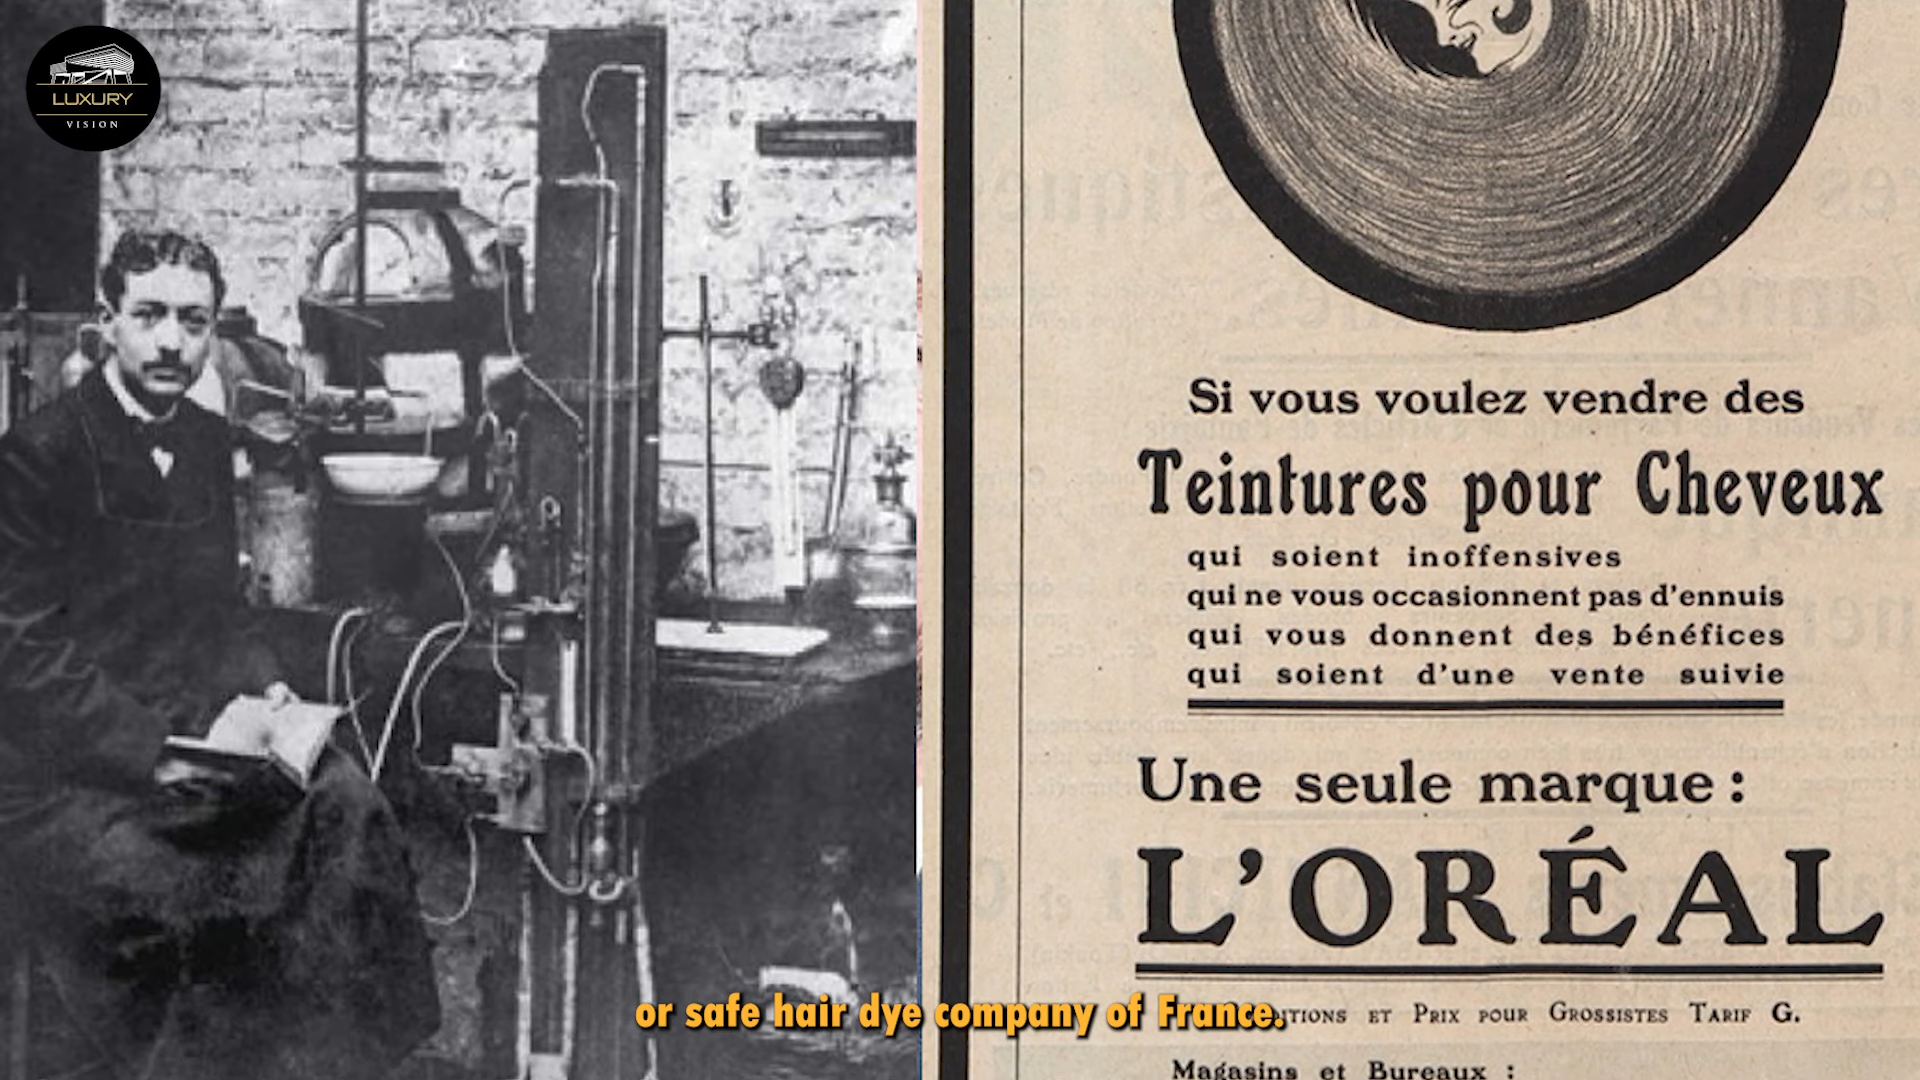 LUXURY
VISION
Si vous voulez vendre des
Teintures pour Cheveux
qui soient inoffensives
qui ne vous occasionnent pas d'ennuis
qui vous donnent des bénéfices
qui soient d'une vente suivie
Une seule marque :
L'ORÉAL
ET PRIX POUR GROSSISTES TARIF G.
or safe hair dye company of France.
Magasins et Bureaux :